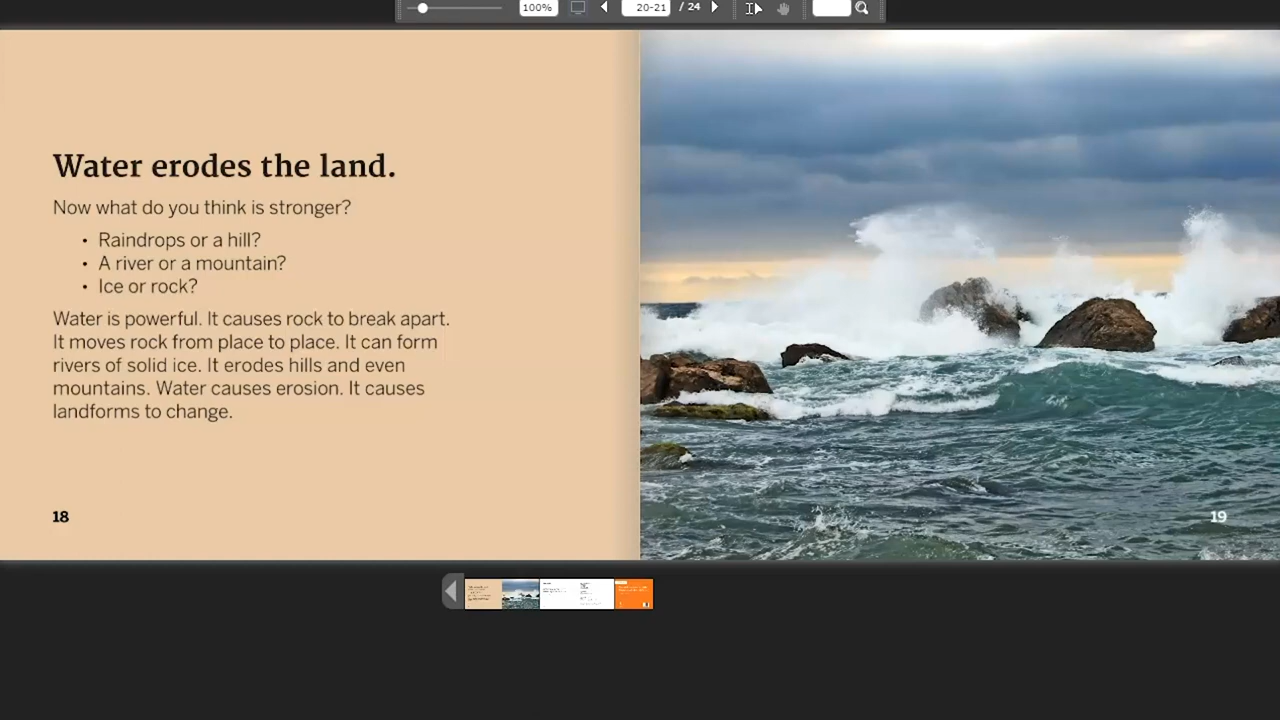 100%
20-21
/ 24
Water erodes the land.
Now what do you think is stronger?
• Raindrops or a hill?
• A river or a mountain?
• Ice or rock?
Water is powerful. It causes rock to break apart.
It moves rock from place to place. It can form
rivers of solid ice. It erodes hills and even
mountains. Water causes erosion. It causes
landforms to change.
18
19